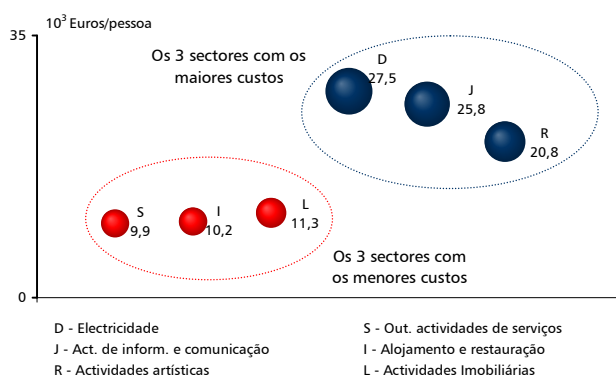 10³ Euros/pessoa
35
Os 3 sectores com os
maiores custos
D
27,5
J
25,8
R
20,8
S
9,9
I
10,2
L
11,3
Os 3 sectores com
os menores custos
0
D - Electricidade
J - Act. de inform. e comunicação
R - Actividades artísticas
S - Out. actividades de serviços
I - Alojamento e restauração
L - Actividades Imobiliárias